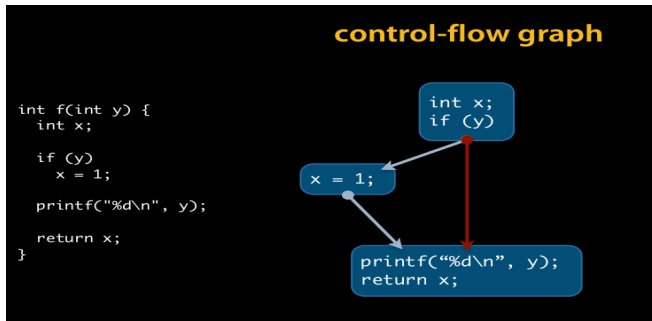 control-flow graph
int f(int y) {
int x;
if (y)
x = 1;
printf("%d\n", y);
return x;
}
int x;
if (y)
x = 1;
printf(“%d\n”, y);
return x;